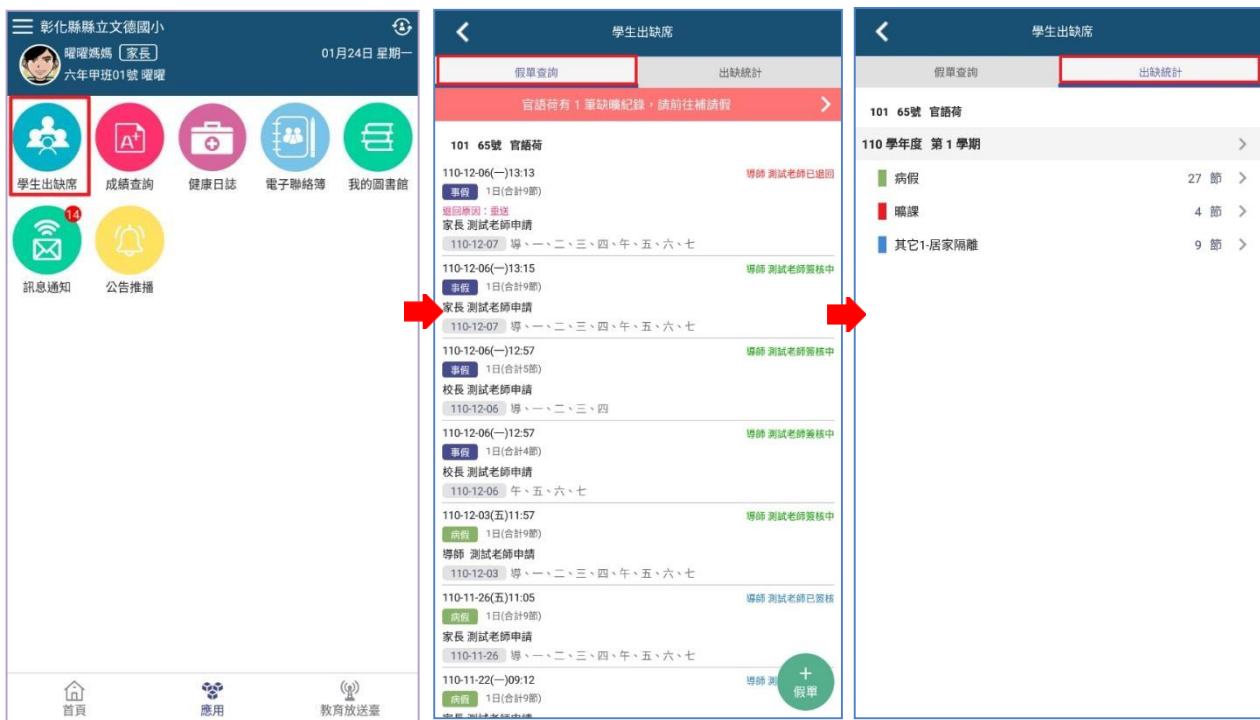 彰化縣縣立文德國小
曜曜媽媽 家長
01月24日 星期一
六年甲班01號 曜曜
A+
學生出缺席
成績查詢
健康日誌
電子聯絡簿
我的圖書館
14
訊息通知
公告推播
首頁
應用
教育放送臺
學生出缺席
假單查詢
出缺統計
官語荷有 1 筆缺曠紀錄，請前往補請假
101 65號 官語荷
110-12-06(一)13:13
導師 測試老師已退回
事假 1日(合計9節)
退回原因：重送
家長 測試老師申請
110-12-07 導、一、二、三、四、午、五、六、七
110-12-06(一)13:15
導師 測試老師簽核中
事假 1日(合計9節)
家長 測試老師申請
110-12-07 導、一、二、三、四、午、五、六、七
110-12-06(一)12:57
導師 測試老師簽核中
事假 1日(合計5節)
校長 測試老師申請
110-12-06 導、一、二、三、四
110-12-06(一)12:57
導師 測試老師簽核中
事假 1日(合計4節)
校長 測試老師申請
110-12-06 午、五、六、七
110-12-03(五)11:57
導師 測試老師簽核中
病假 1日(合計9節)
導師 測試老師申請
110-12-03 導、一、二、三、四、午、五、六、七
110-11-26(五)11:05
導師 測試老師已簽核
病假 1日(合計9節)
家長 測試老師申請
110-11-26 導、一、二、三、四、午、五、六、七
110-11-22(一)09:12
導師 測
病假 1日(合計9節)
家長 測試老師申請
+
假單
學生出缺席
假單查詢
出缺統計
101 65號 官語荷
110 學年度 第 1 學期
病假 27 節
曠課 4 節
其它1-居家隔離 9 節